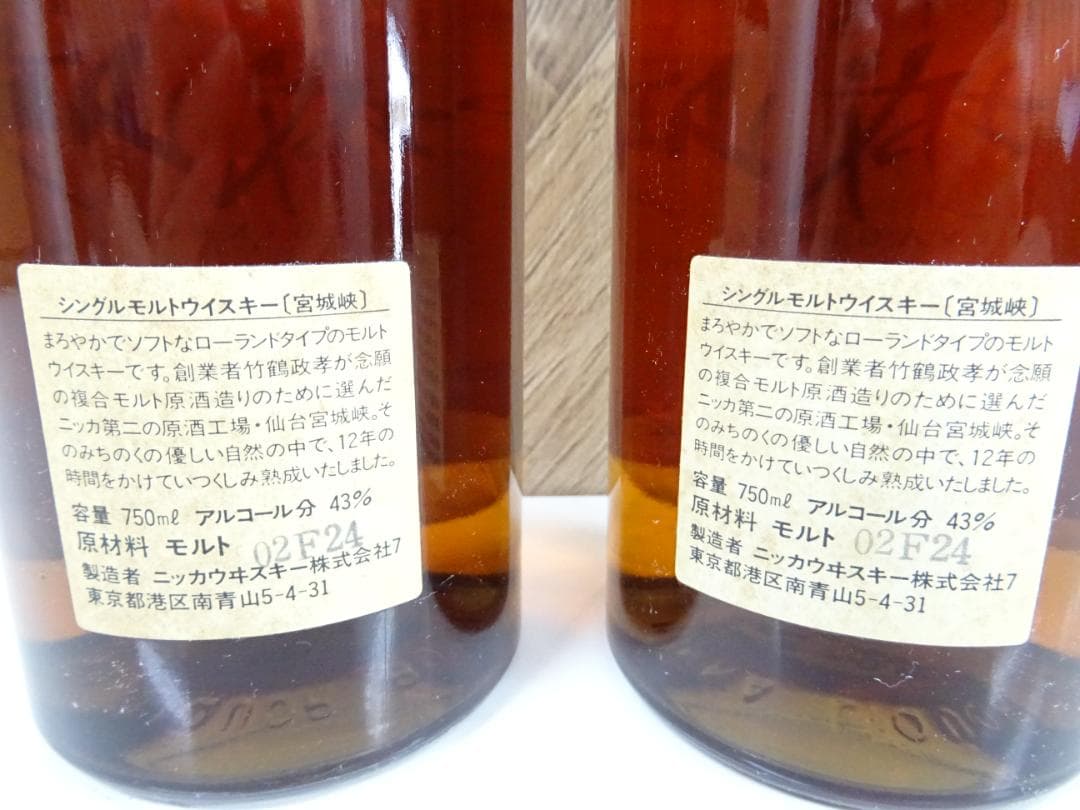 シングルモルトウイスキー〔宮城峡〕
まろやかでソフトなローランドタイプのモルト
ウイスキーです。創業者竹鶴政孝が念願
の複合モルト原酒造りのために選んだ
ニッカ第二の原酒工場・仙台宮城峡。そ
のみちのくの優しい自然の中で、12年の
時間をかけていつくしみ熟成いたしました。
容量 750mℓ アルコール分 43%
原材料 モルト 02F24
製造者 ニッカウヰスキー株式会社7
東京都港区南青山5-4-31
シングルモルトウイスキー〔宮城峡〕
まろやかでソフトなローランドタイプのモルト
ウイスキーです。創業者竹鶴政孝が念願
の複合モルト原酒造りのために選んだ
ニッカ第二の原酒工場・仙台宮城峡。そ
のみちのくの優しい自然の中で、12年の
時間をかけていつくしみ熟成いたしました。
容量 750mℓ アルコール分 43%
原材料 モルト 02F24
製造者 ニッカウヰスキー株式会社7
東京都港区南青山5-4-31